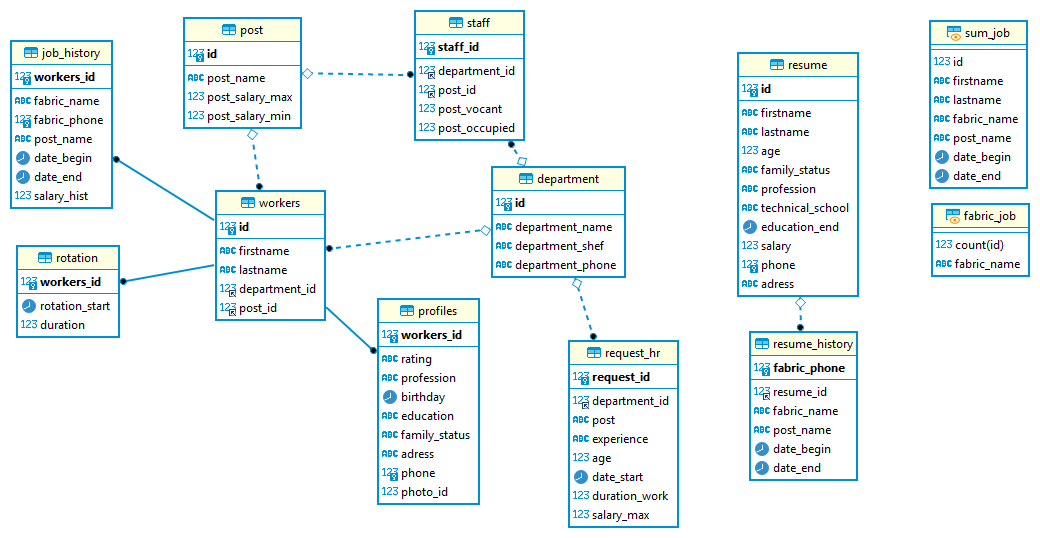 job_history
123 workers_id
ABC fabric_name
123 fabric_phone
ABC post_name
date_begin
date_end
123 salary_hist
post
123 id
ABC post_name
123 post_salary_max
123 post_salary_min
staff
123 staff_id
123 department_id
123 post_id
ABC post_vocant
ABC post_occupied
workers
123 id
ABC firstname
ABC lastname
123 department_id
123 post_id
rotation
123 workers_id
rotation_start
123 duration
department
123 id
ABC department_name
ABC department_shef
ABC department_phone
profiles
123 workers_id
ABC rating
ABC profession
birthday
ABC education
ABC family_status
ABC adress
123 phone
123 photo_id
request_hr
123 request_id
123 department_id
ABC post
ABC experience
123 age
date_start
123 duration_work
123 salary_max
resume
123 id
ABC firstname
ABC lastname
123 age
ABC family_status
ABC profession
ABC technical_school
education_end
123 salary
123 phone
ABC adress
resume_history
123 fabric_phone
123 resume_id
ABC fabric_name
ABC post_name
date_begin
date_end
sum_job
123 id
ABC firstname
ABC lastname
ABC fabric_name
ABC post_name
date_begin
date_end
fabric_job
123 count(id)
ABC fabric_name